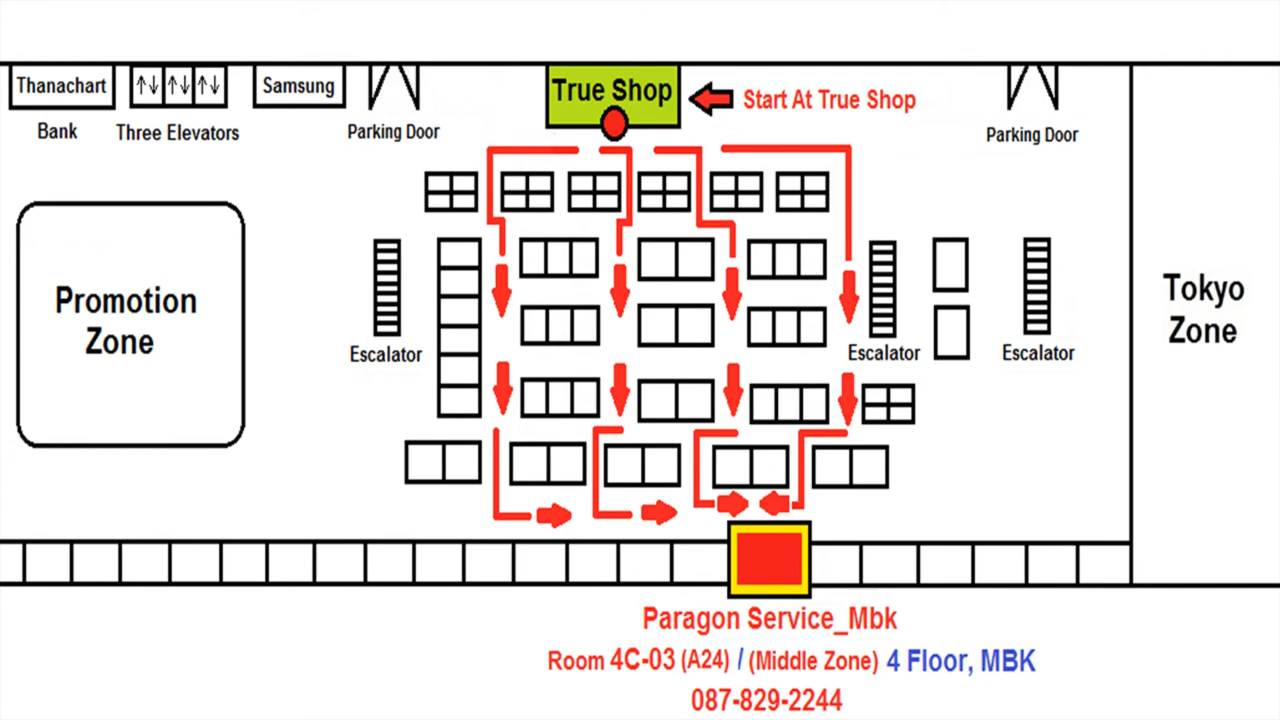 Thanachart
Bank
Three Elevators
Samsung
Parking Door
True Shop
Start At True Shop
Parking Door
Promotion
Zone
Escalator
Escalator
Escalator
Tokyo
Zone
Paragon Service_Mbk
Room 4C-03 (A24) / (Middle Zone) 4 Floor, MBK
087-829-2244